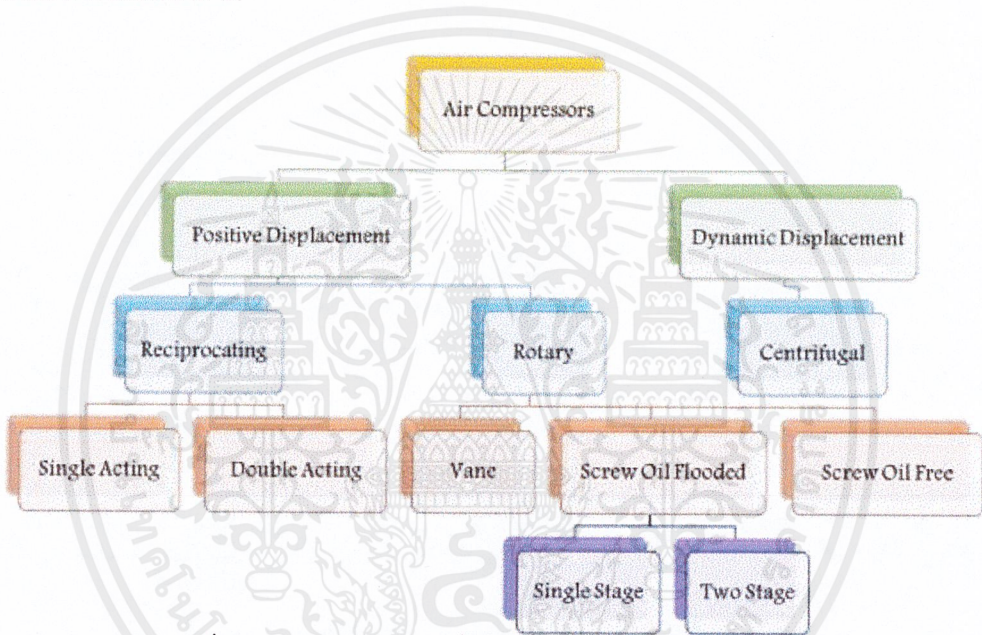 Air Compressors
Positive Displacement
Dynamic Displacement
Reciprocating
Rotary
Centrifugal
Single Acting
Double Acting
Vane
Screw Oil Flooded
Screw Oil Free
Single Stage
Two Stage